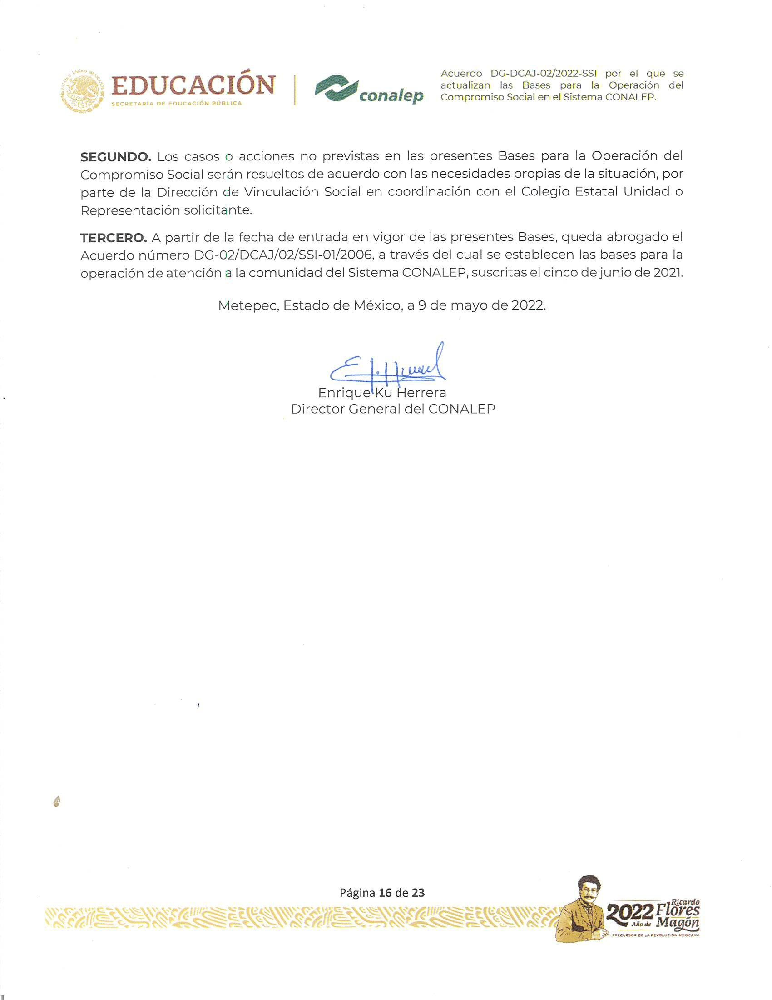 EDUCACIÓN
SECRETARÍA DE EDUCACIÓN PÚBLICA
conalep
Acuerdo DG-DCAJ-02/2022-SSI por el que se
actualizan las Bases para la Operación del
Compromiso Social en el Sistema CONALEP.
SEGUNDO. Los casos o acciones no previstas en las presentes Bases para la Operación del
Compromiso Social serán resueltos de acuerdo con las necesidades propias de la situación, por
parte de la Dirección de Vinculación Social en coordinación con el Colegio Estatal Unidad o
Representación solicitante.
TERCERO. A partir de la fecha de entrada en vigor de las presentes Bases, queda abrogado el
Acuerdo número DG-02/DCAJ/02/SSI-01/2006, a través del cual se establecen las bases para la
operación de atención a la comunidad del Sistema CONALEP, suscritas el cinco de junio de 2021.
Metepec, Estado de México, a 9 de mayo de 2022.
Enrique Ku Herrera
Director General del CONALEP
Página 16 de 23
2022 Ricardo
Flores
Año de Magón
PRECURSOR DE LA REVOLUCIÓN MEXICANA